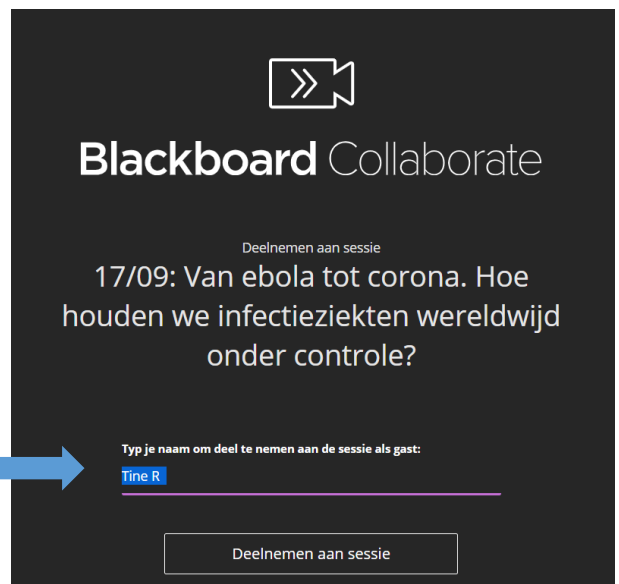 Blackboard Collaborate
Deelnemen aan sessie
17/09: Van ebola tot corona. Hoe
houden we infectieziekten wereldwijd
onder controle?
Typ je naam om deel te nemen aan de sessie als gast:
Tine R
Deelnemen aan sessie